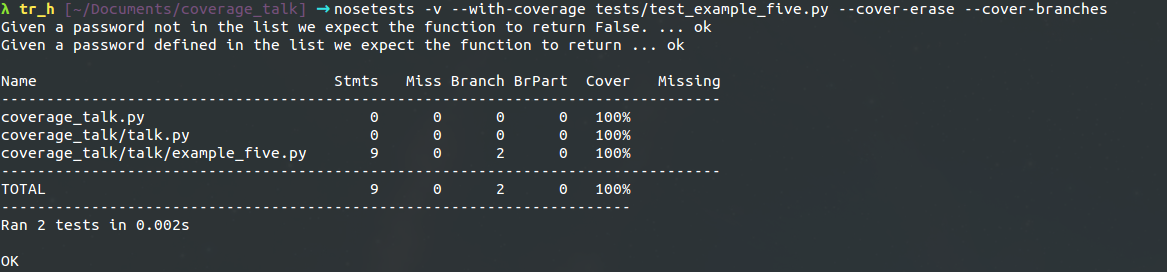 λ tr_h [~/Documents/coverage_talk] → nosetests -v --with-coverage tests/test_example_five.py --cover-erase --cover-branches
Given a password not in the list we expect the function to return False. ... ok
Given a password defined in the list we expect the function to return ... ok
Name                                 Stmts   Miss Branch BrPart  Cover   Missing
--------------------------------------------------------------------------------
coverage_talk.py                         0      0      0      0   100%
coverage_talk/talk.py                    0      0      0      0   100%
coverage_talk/talk/example_five.py       9      0      2      0   100%
--------------------------------------------------------------------------------
TOTAL                                    9      0      2      0   100%
----------------------------------------------------------------------
Ran 2 tests in 0.002s
OK